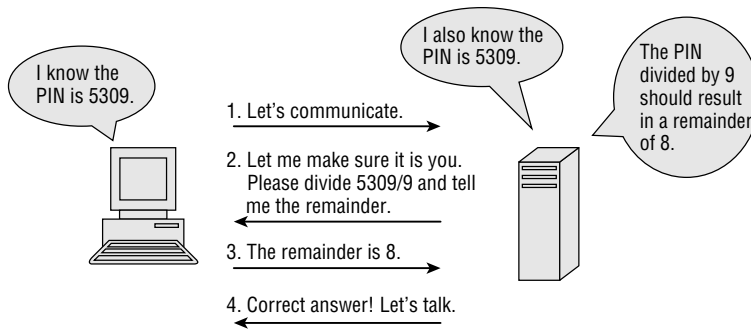 I know the
PIN is 5309.
I also know the
PIN is 5309.
The PIN
divided by 9
should result
in a remainder
of 8.
1. Let's communicate.
2. Let me make sure it is you.
Please divide 5309/9 and tell
me the remainder.
3. The remainder is 8.
4. Correct answer! Let's talk.